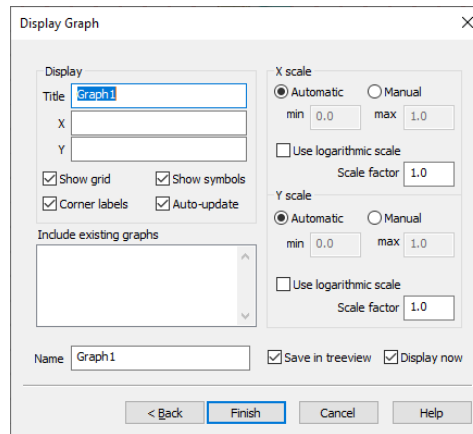 Display Graph
Display
Title Graph1
X
Y
Show grid Show symbols
Corner labels Auto-update
Include existing graphs
Name Graph1
X scale
Automatic Manual
min 0.0 max 1.0
Use logarithmic scale
Scale factor 1.0
Y scale
Automatic Manual
min 0.0 max 1.0
Use logarithmic scale
Scale factor 1.0
Save in treeview Display now
< Back Finish Cancel Help